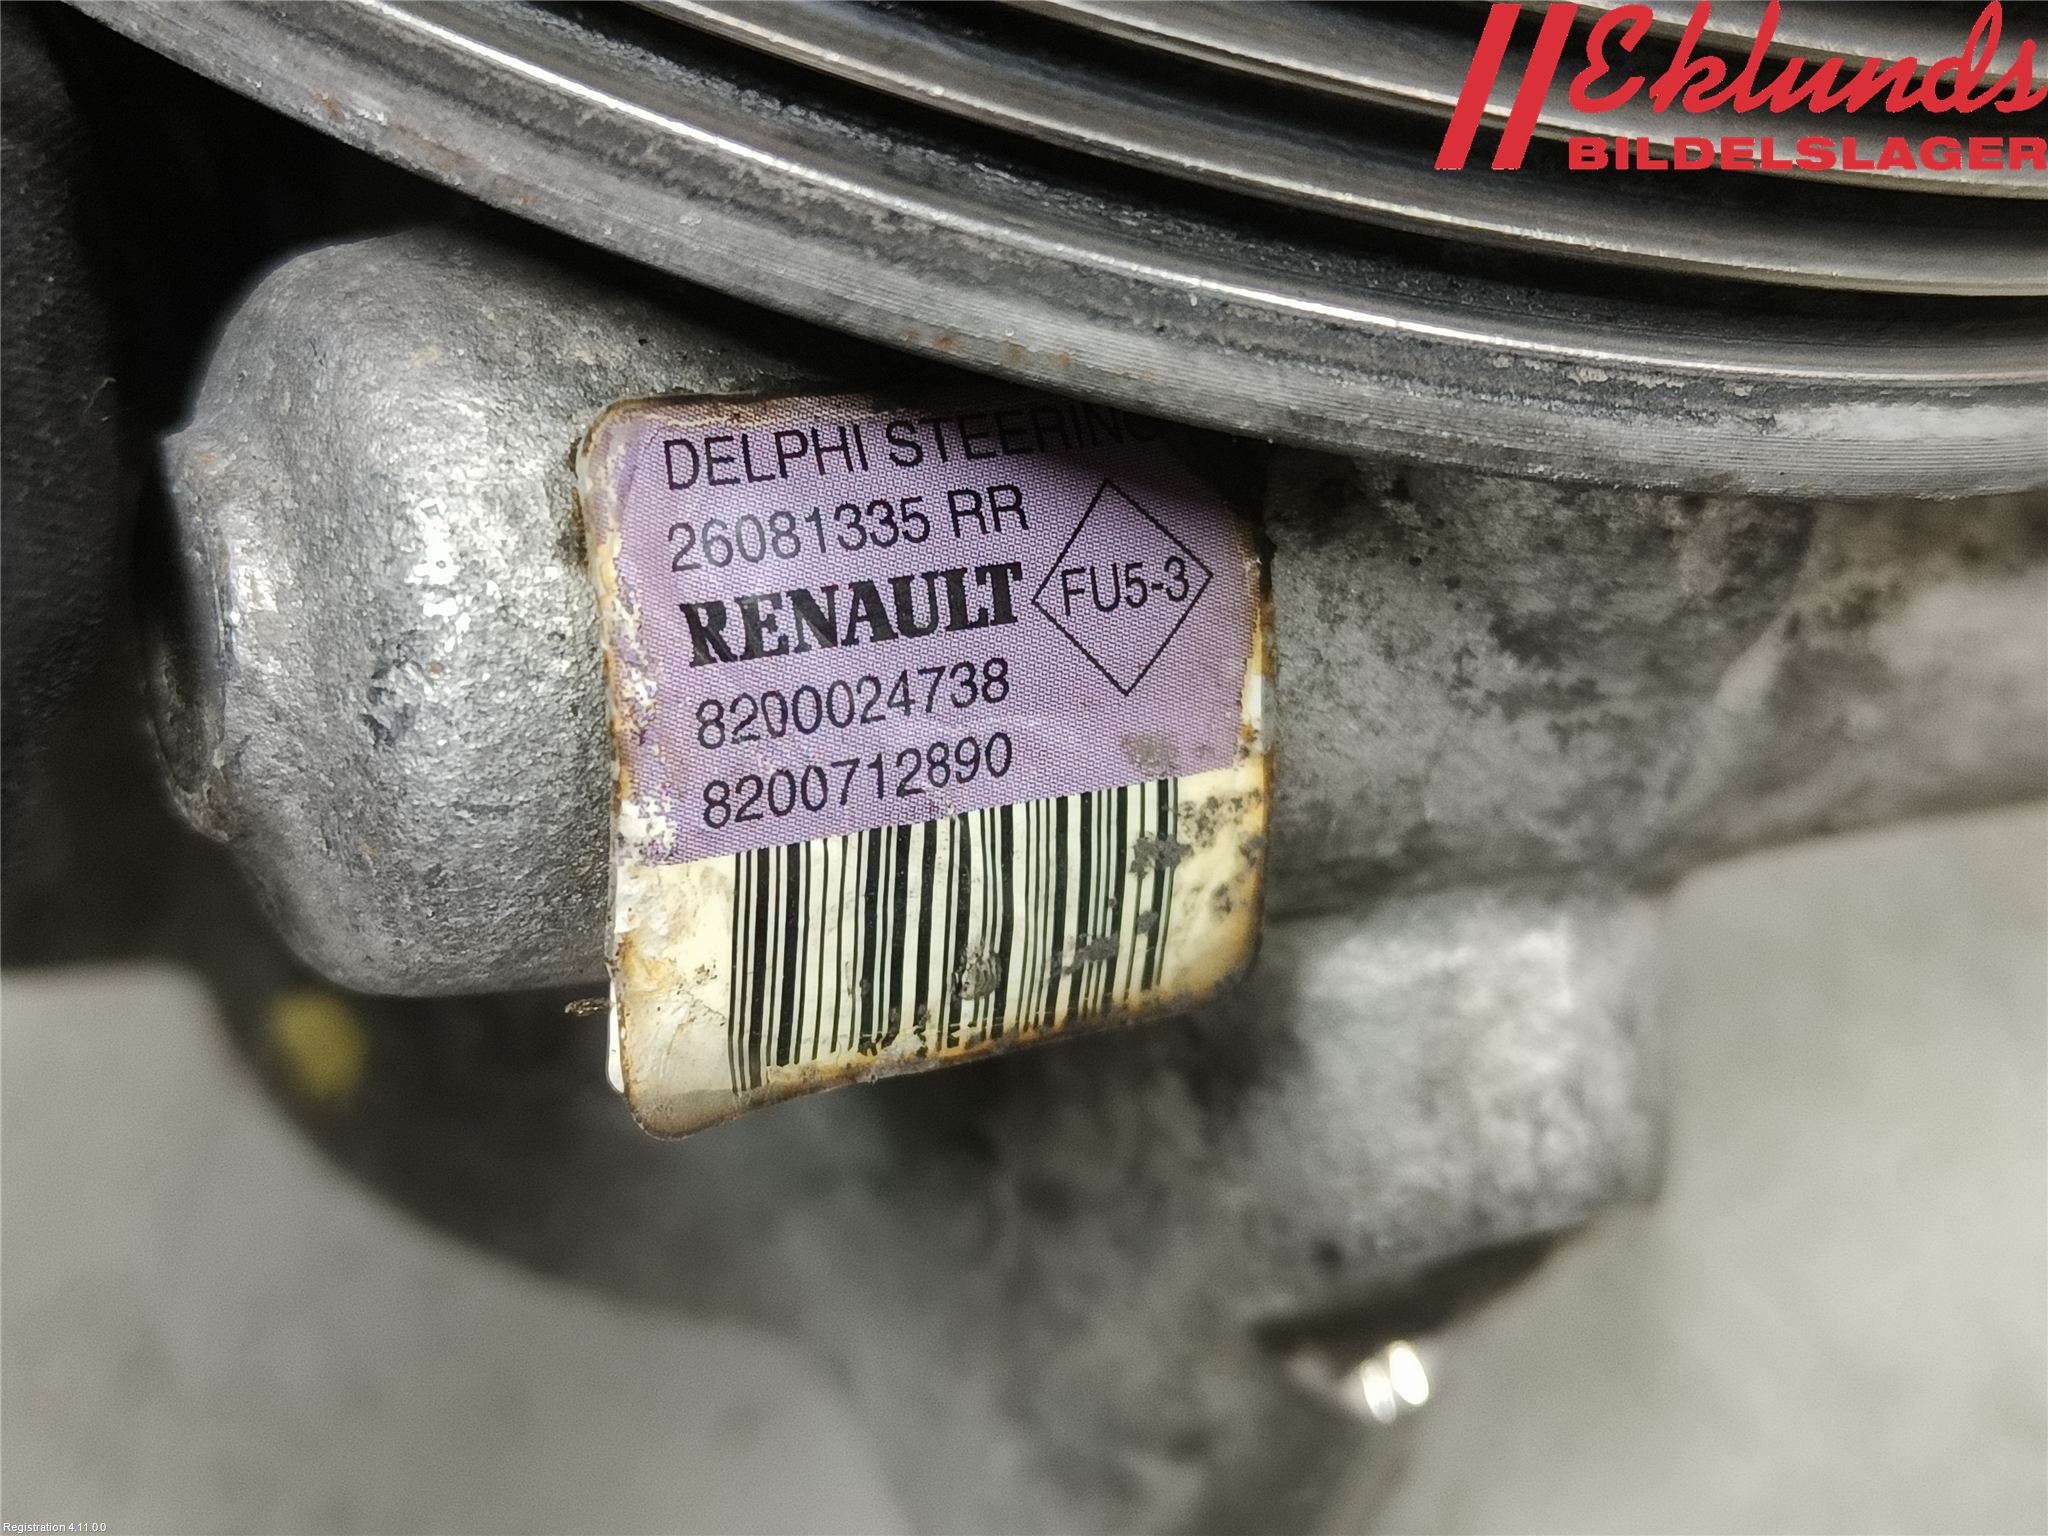 Eklunds
BILDELSLAGER
DELPHI STEERING
26081335 RR
RENAULT
FU5-3
8200024738
8200712890
Registration 4.11.0.0